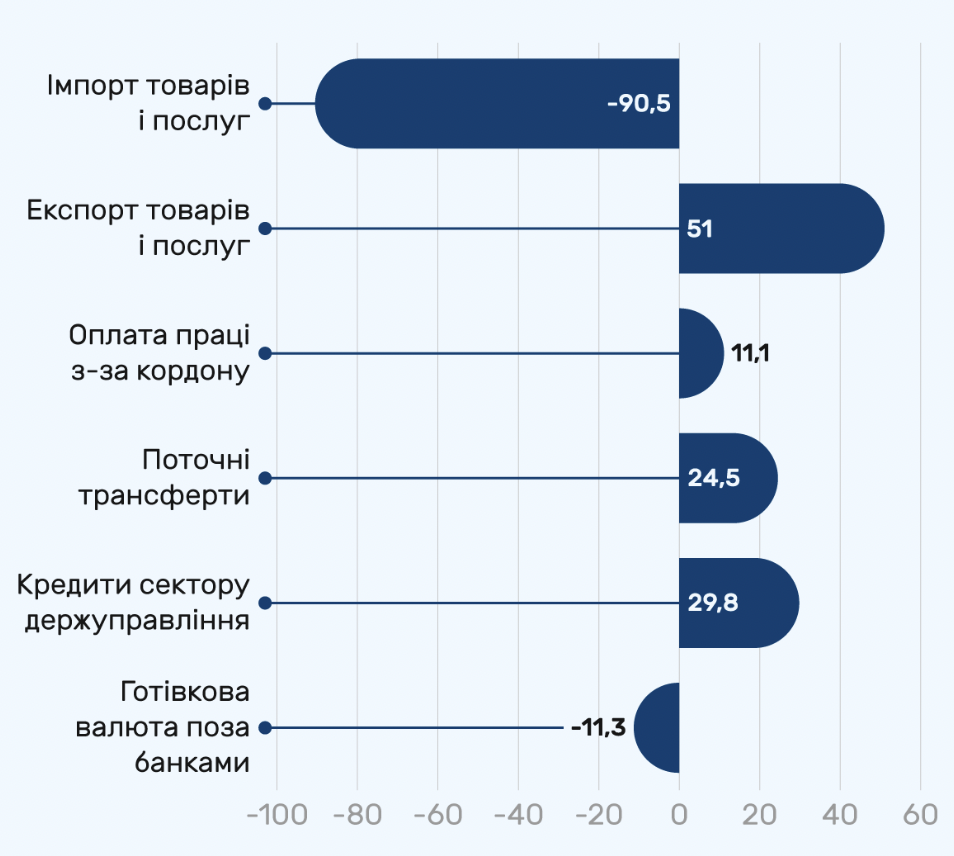 Імпорт товарів
і послуг
-90,5
Експорт товарів
і послуг
51
Оплата праці
з-за кордону
11,1
Поточні
трансферти
24,5
Кредити сектору
держуправління
29,8
Готівкова
валюта поза
банками
-11,3
-100 -80 -60 -40 -20 0 20 40 60